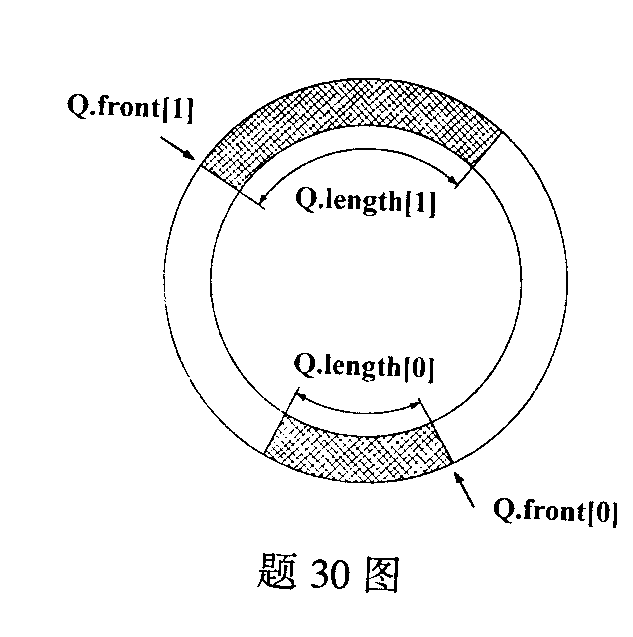 Q.front[1]
Q.length[1]
Q.length[0]
Q.front[0]
题 30 图